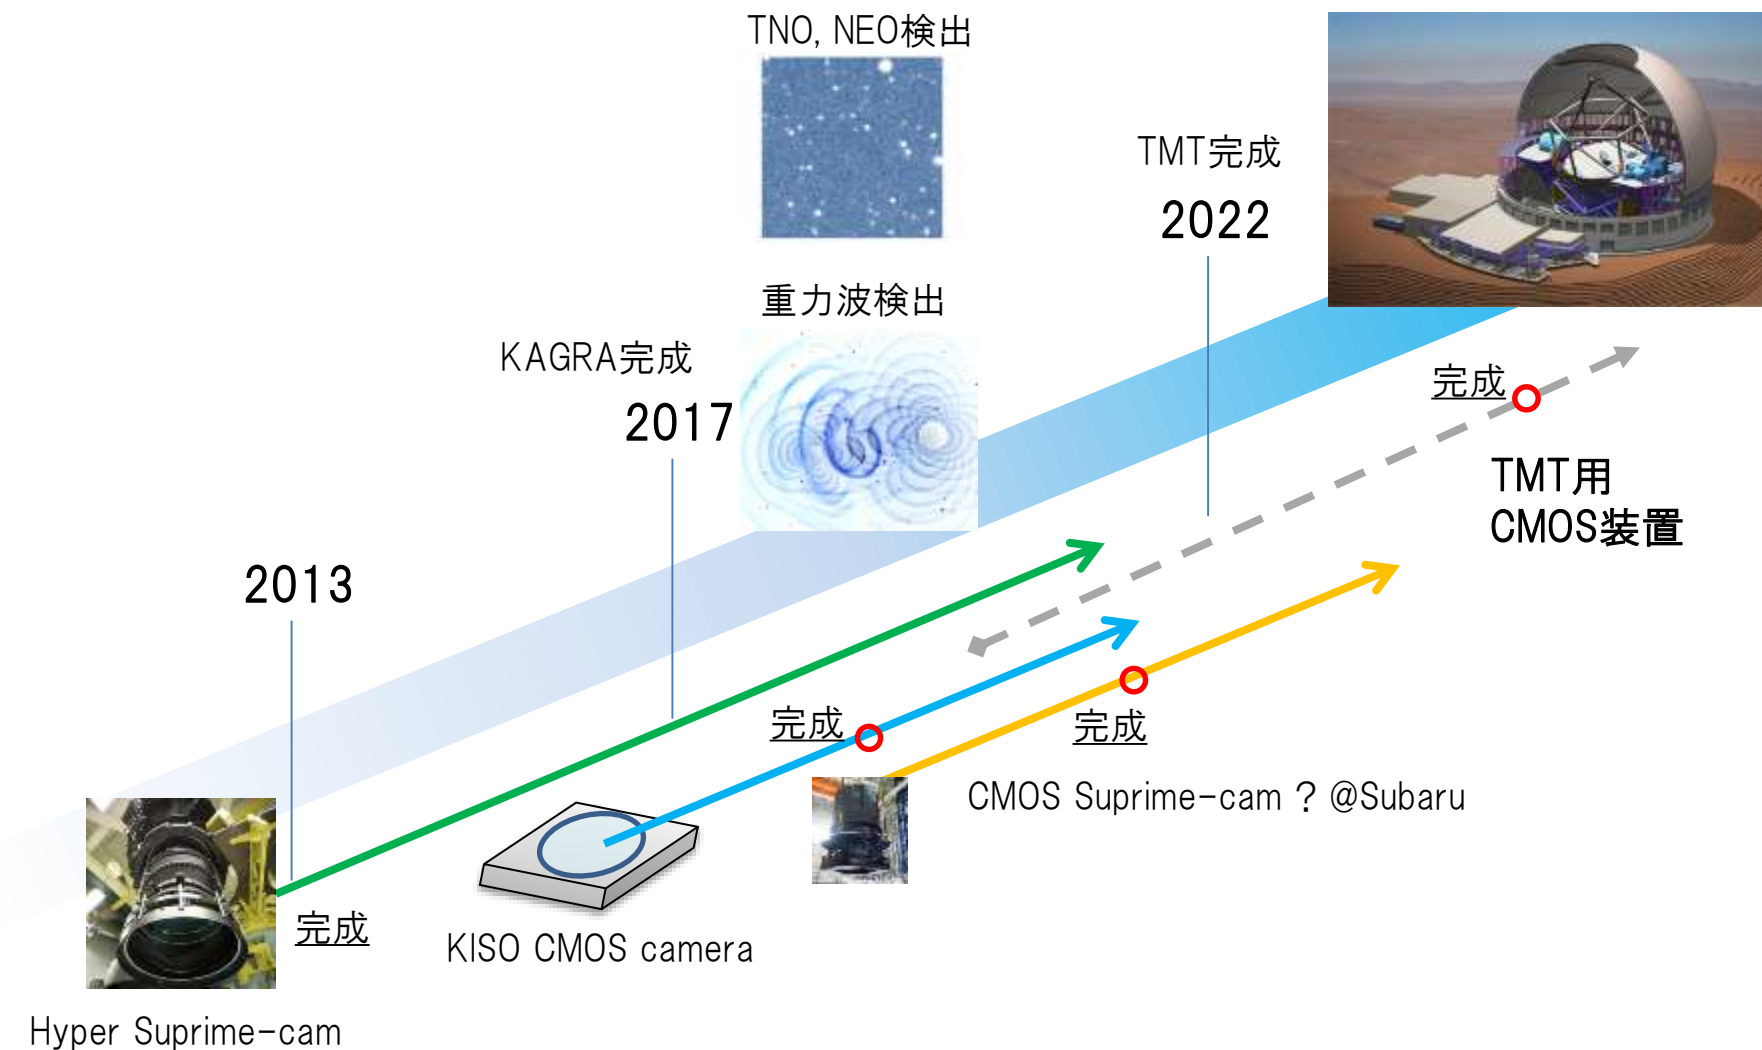 TNO, NEO検出
TMT完成
2022
重力波検出
KAGRA完成
2017
完成
TMT用
CMOS装置
2013
完成
完成
CMOS Suprime-cam ? @Subaru
完成
KISO CMOS camera
Hyper Suprime-cam